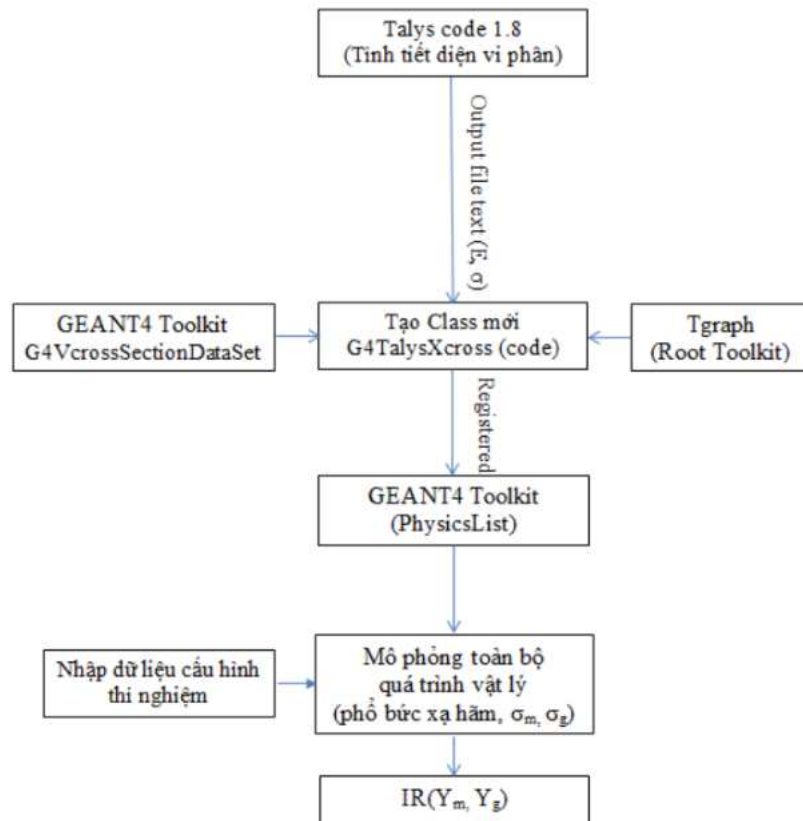 Talys code 1.8
(Tính tiết diện vi phân)
Output file text (E, σ)
GEANT4 Toolkit
G4VcrossSectionDataSet
Tạo Class mới
G4TalysXcross (code)
Tgraph
(Root Toolkit)
Registered
GEANT4 Toolkit
(PhysicsList)
Nhập dữ liệu cấu hình
thí nghiệm
Mô phỏng toàn bộ
quá trình vật lý
(phổ bức xạ hãm, σm, σg)
IR(Ym, Yg)